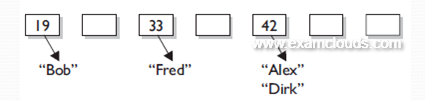 19 33 42
www.examclouds.com
“Bob” “Fred” “Alex”
“Dirk”